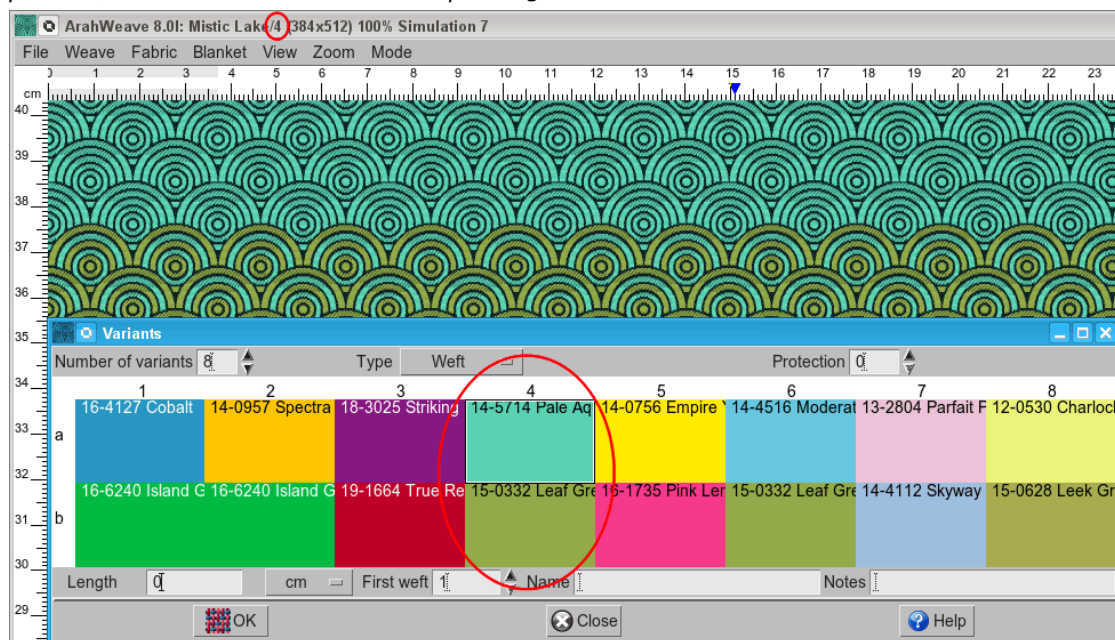 ArahWeave 8.0l: Mistic Lake/4 (384x512) 100% Simulation 7
File Weave Fabric Blanket View Zoom Mode
1 2 3 4 5 6 7 8 9 10 11 12 13 14 15 16 17 18 19 20 21 22 23
cm
40
39
38
37
36
35
Variants
Number of variants 8 Type Weft Protection 0
34
1 2 3 4 5 6 7 8
16-4127 Cobalt 14-0957 Spectra 18-3025 Striking 14-5714 Pale Aq 14-0756 Empire 14-4516 Moderat 13-2804 Parfait 12-0530 Charloc
33
a
32
16-6240 Island G 16-6240 Island G 19-1664 True Re 15-0332 Leaf Gre 16-1735 Pink Ler 15-0332 Leaf Gre 14-4112 Skyway 15-0628 Leek Gr
b
31
30
Length 0 cm First weft 1 Name Notes
29
OK Close Help